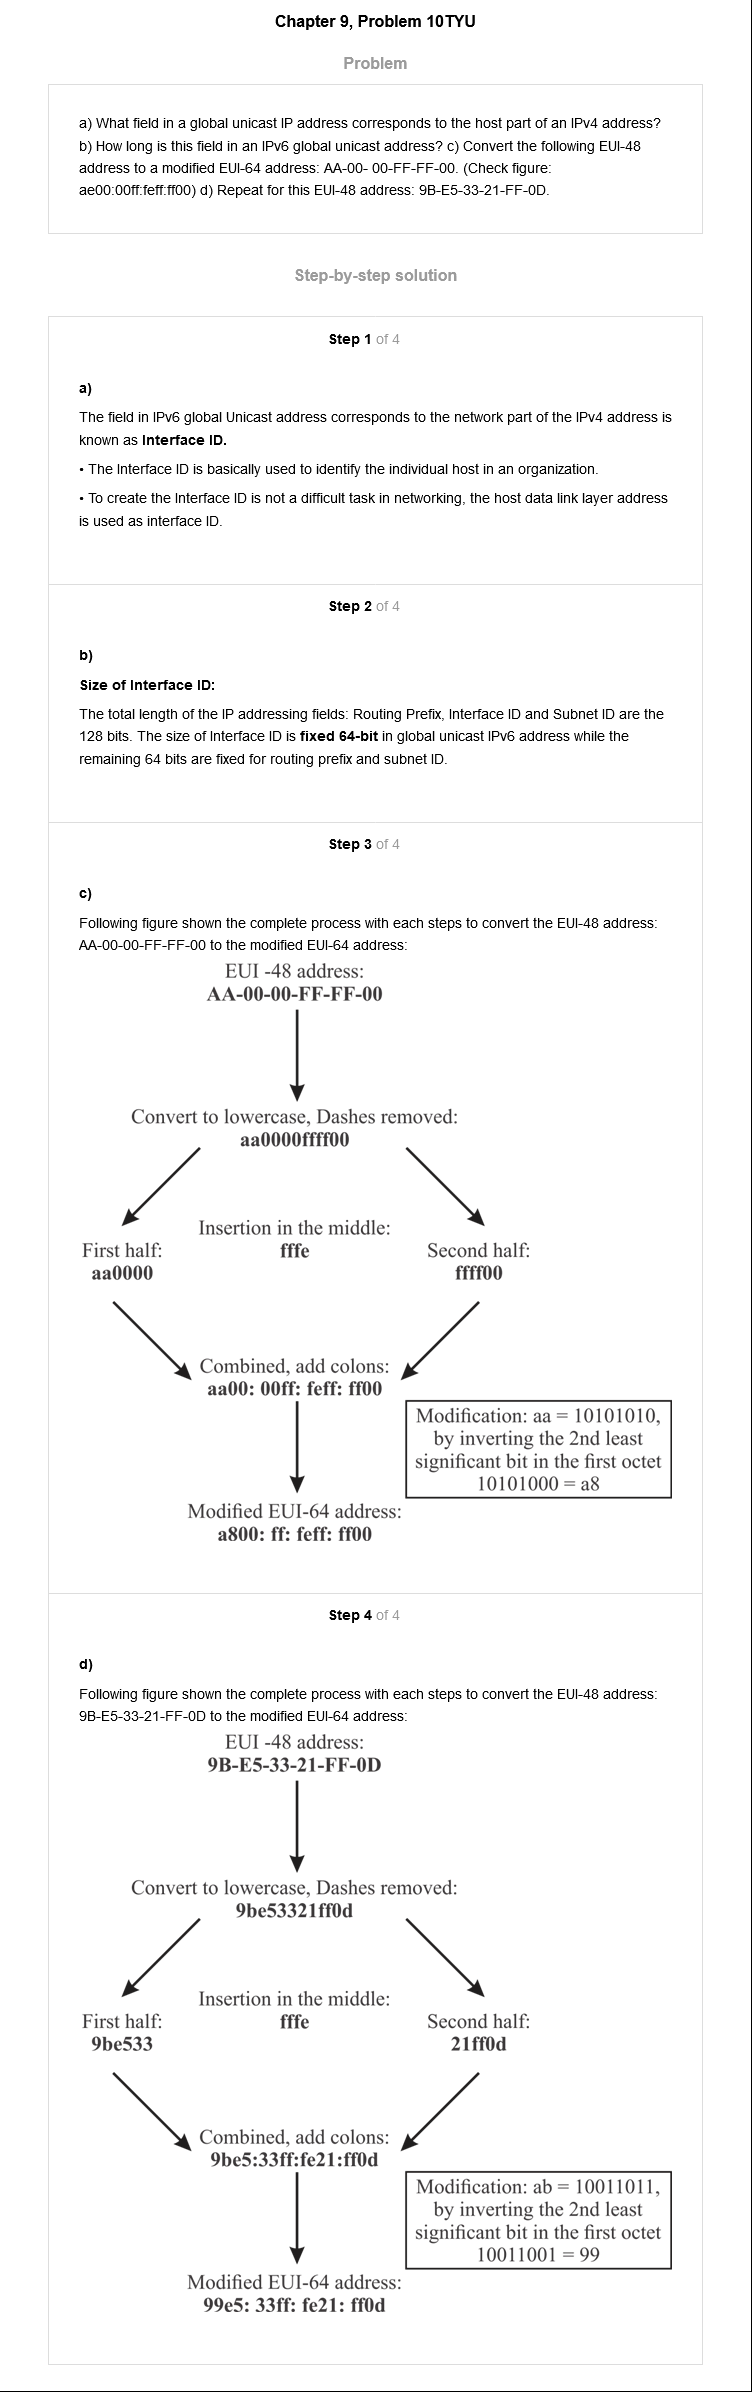 Chapter 9, Problem 10TYU
Problem
a) What field in a global unicast IP address corresponds to the host part of an IPv4 address?
b) How long is this field in an IPv6 global unicast address? c) Convert the following EUI-48
address to a modified EUI-64 address: AA-00- 00-FF-FF-00. (Check figure:
ae00:00ff:feff:ff00) d) Repeat for this EUI-48 address: 9B-E5-33-21-FF-0D.
Step-by-step solution
Step 1 of 4
a)
The field in IPv6 global Unicast address corresponds to the network part of the IPv4 address is
known as Interface ID.
• The Interface ID is basically used to identify the individual host in an organization.
• To create the Interface ID is not a difficult task in networking, the host data link layer address
is used as interface ID.
Step 2 of 4
b)
Size of Interface ID:
The total length of the IP addressing fields: Routing Prefix, Interface ID and Subnet ID are the
128 bits. The size of Interface ID is fixed 64-bit in global unicast IPv6 address while the
remaining 64 bits are fixed for routing prefix and subnet ID.
Step 3 of 4
c)
Following figure shown the complete process with each steps to convert the EUI-48 address:
AA-00-00-FF-FF-00 to the modified EUI-64 address:
EUI -48 address:
AA-00-00-FF-FF-00
Convert to lowercase, Dashes removed:
aa0000ffff00
Insertion in the middle:
fffe
First half:
aa0000
Second half:
ffff00
Combined, add colons:
aa00: 00ff: feff: ff00
Modification: aa = 10101010,
by inverting the 2nd least
significant bit in the first octet
10101000 = a8
Modified EUI-64 address:
a800: ff: feff: ff00
Step 4 of 4
d)
Following figure shown the complete process with each steps to convert the EUI-48 address:
9B-E5-33-21-FF-0D to the modified EUI-64 address:
EUI -48 address:
9B-E5-33-21-FF-0D
Convert to lowercase, Dashes removed:
9be53321ff0d
Insertion in the middle:
fffe
First half:
9be533
Second half:
21ff0d
Combined, add colons:
9be5:33ff:fe21:ff0d
Modification: ab = 10011011,
by inverting the 2nd least
significant bit in the first octet
10011001 = 99
Modified EUI-64 address:
99e5: 33ff: fe21: ff0d